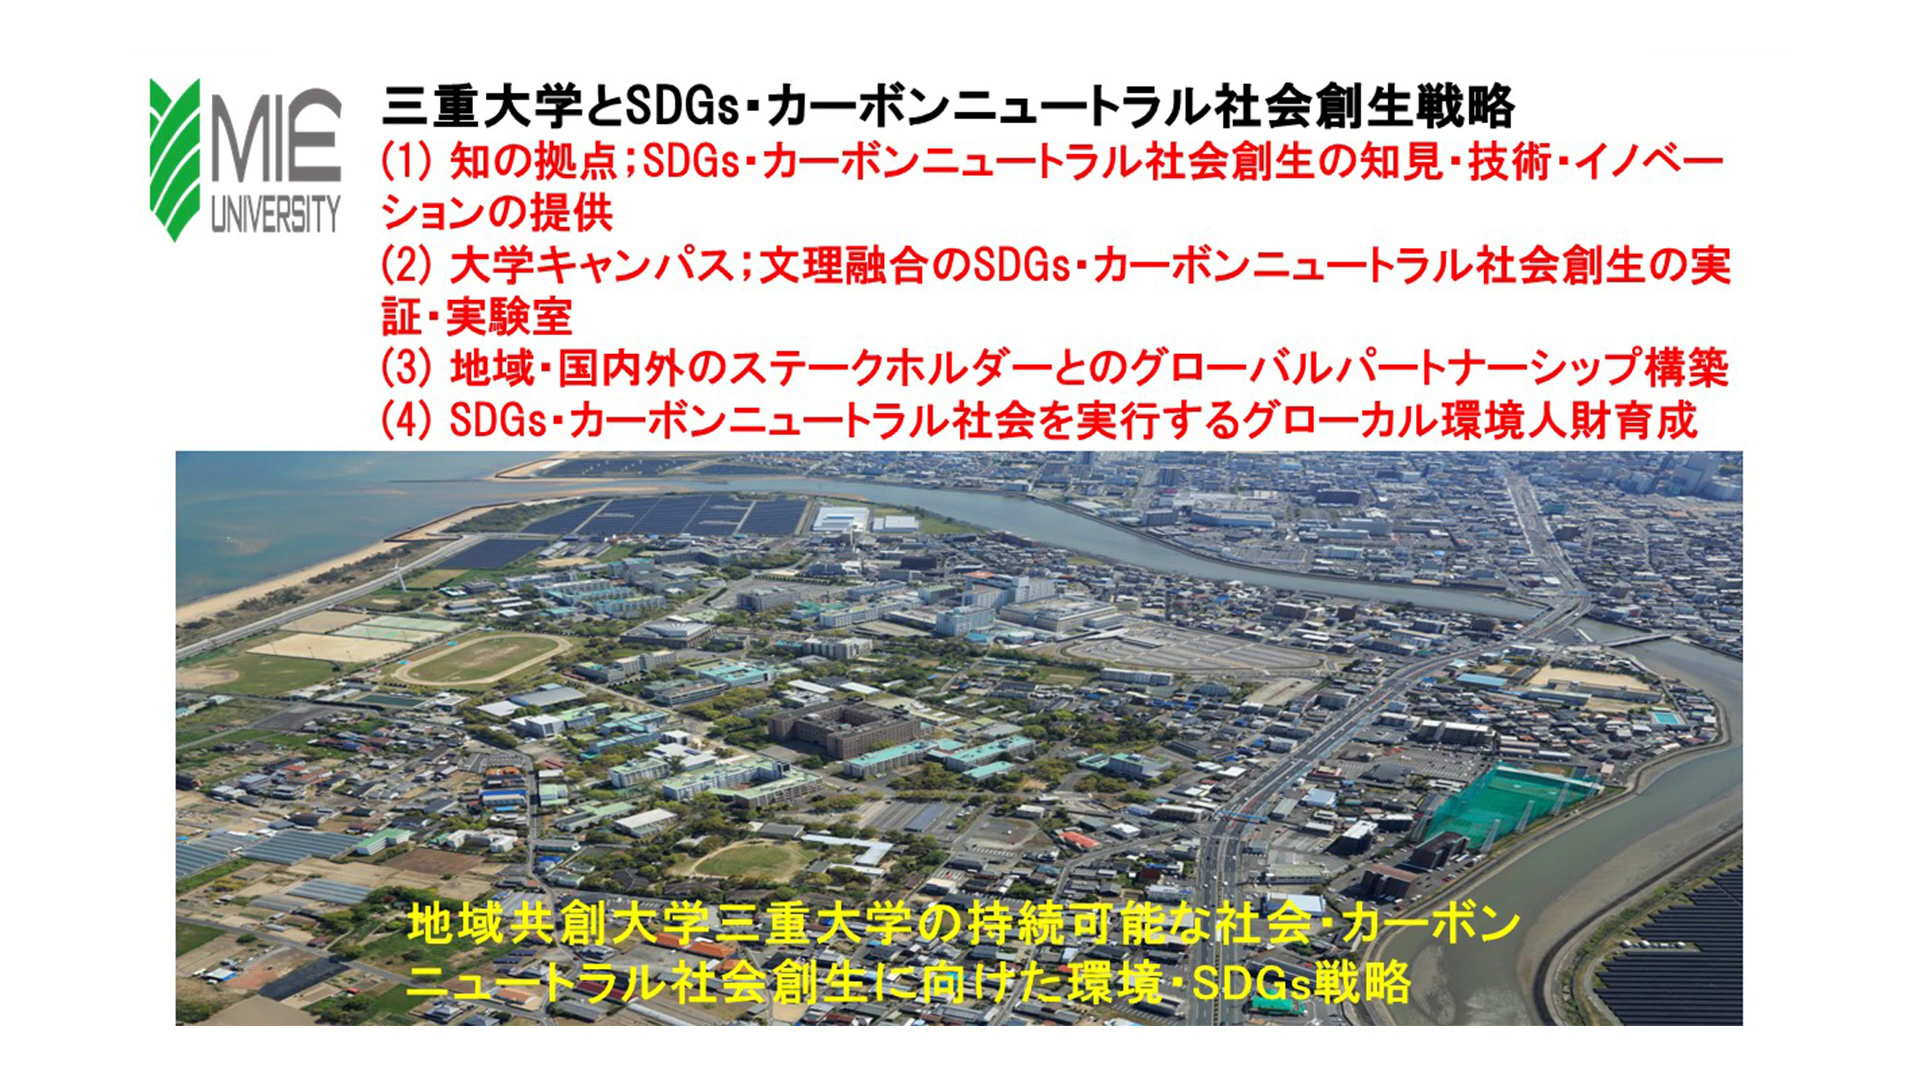 MIE
UNIVERSITY
三重大学とSDGs・カーボンニュートラル社会創生戦略
(1) 知の拠点；SDGs・カーボンニュートラル社会創生の知見・技術・イノベー
ションの提供
(2) 大学キャンパス；文理融合のSDGs・カーボンニュートラル社会創生の実
証・実験室
(3) 地域・国内外のステークホルダーとのグローバルパートナーシップ構築
(4) SDGs・カーボンニュートラル社会を実行するグローカル環境人財育成
地域共創大学三重大学の持続可能な社会・カーボン
ニュートラル社会創生に向けた環境・SDGs戦略